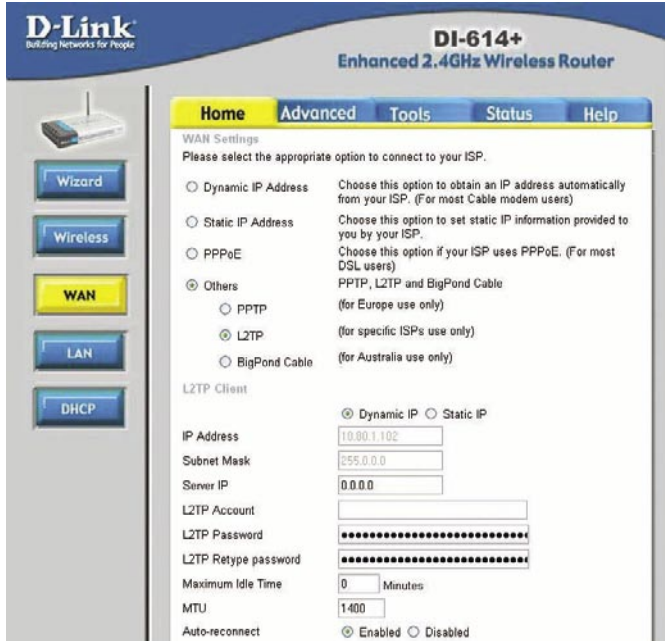 D-Link
Building Networks for People
DI-614+
Enhanced 2.4GHz Wireless Router
Home Advanced Tools Status Help
Wizard
Wireless
WAN
LAN
DHCP
WAN Settings
Please select the appropriate option to connect to your ISP.
Dynamic IP Address Choose this option to obtain an IP address automatically
from your ISP. (For most Cable modem users)
Static IP Address Choose this option to set static IP information provided to
you by your ISP.
PPPoE Choose this option if your ISP uses PPPoE. (For most
DSL users)
Others PPTP, L2TP and BigPond Cable
PPTP (for Europe use only)
L2TP (for specific ISPs use only)
BigPond Cable (for Australia use only)
L2TP Client
Dynamic IP Static IP
IP Address 10.80.1.102
Subnet Mask 255.0.0.0
Server IP 0.0.0.0
L2TP Account
L2TP Password
L2TP Retype password
Maximum Idle Time 0 Minutes
MTU 1400
Auto-reconnect Enabled Disabled